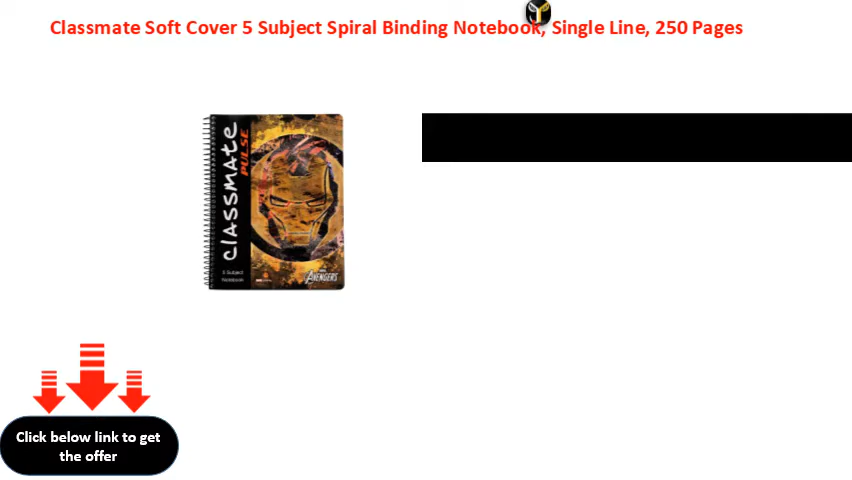 Classmate Soft Cover 5 Subject Spiral Binding Notebook, Single Line, 250 Pages
classmate
PULSE
5 Subject
Notebook
AVENGERS
Click below link to get
the offer